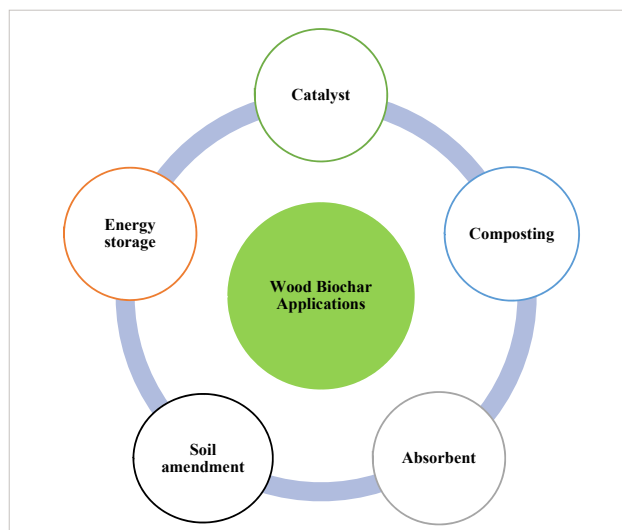 Catalyst
Energy
storage
Composting
Wood Biochar
Applications
Soil
amendment
Absorbent